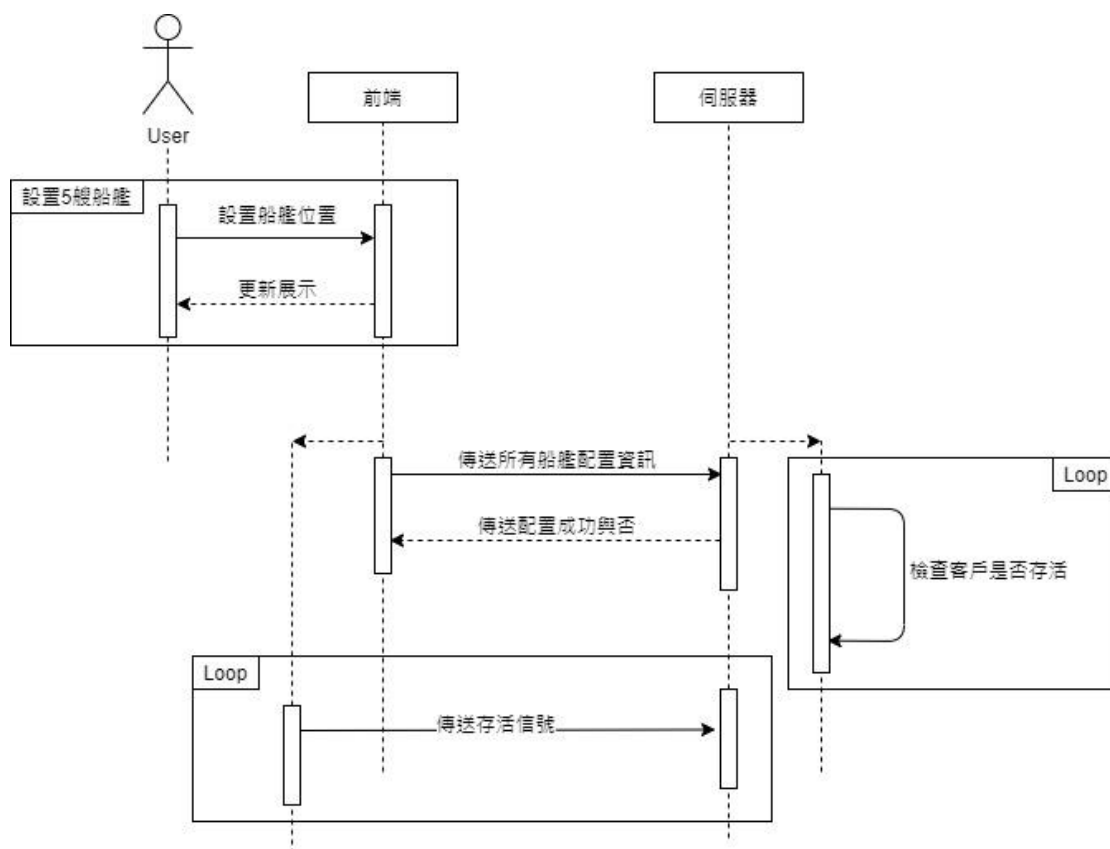 User
前端
伺服器
設置5艘船艦
設置船艦位置
更新展示
傳送所有船艦配置資訊
Loop
傳送配置成功與否
檢查客戶是否存活
Loop
傳送存活信號